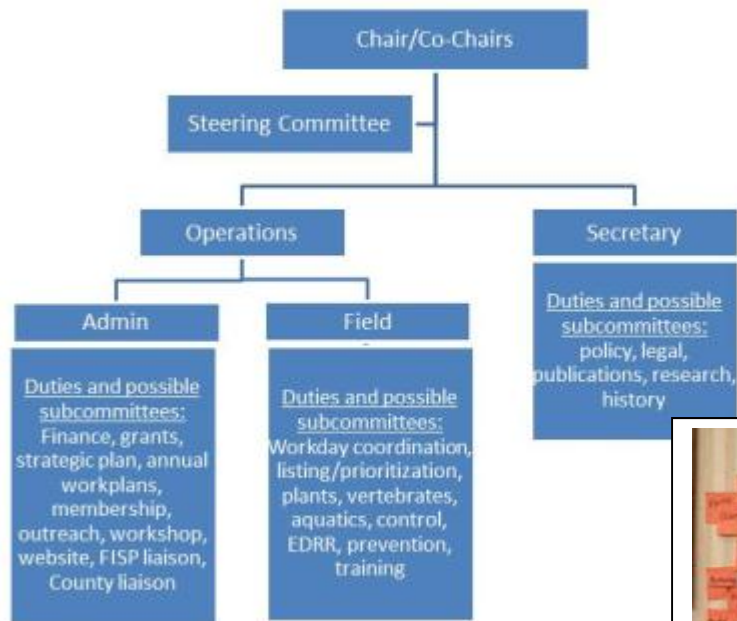 Chair/Co-Chairs
Steering Committee
Operations
Secretary
Admin
Field
Duties and possible
subcommittees:
Finance, grants,
strategic plan, annual
workplans,
membership,
outreach, workshop,
website, FISP liaison,
County liaison
Duties and possible
subcommittees:
Workday coordination,
listing/prioritization,
plants, vertebrates,
aquatics, control,
EDRR, prevention,
training
Duties and possible
subcommittees:
policy, legal,
publications, research,
history